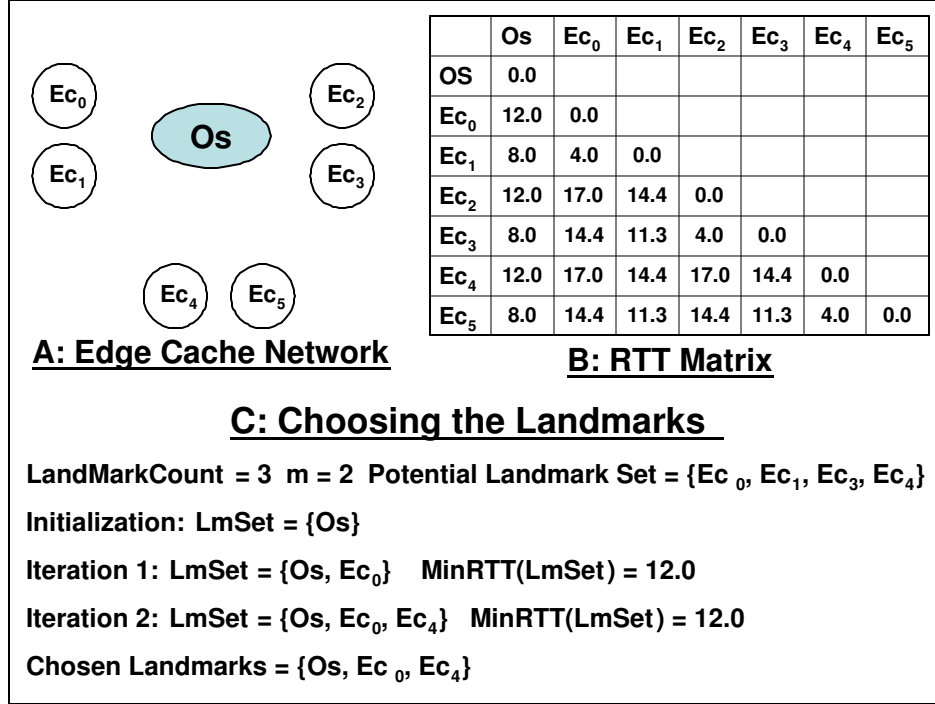 Ec0
Ec1
Os
Ec2
Ec3
Ec4 Ec5
A: Edge Cache Network
Os Ec0 Ec1 Ec2 Ec3 Ec4 Ec5
OS 0.0
Ec0 12.0 0.0
Ec1 8.0 4.0 0.0
Ec2 12.0 17.0 14.4 0.0
Ec3 8.0 14.4 11.3 4.0 0.0
Ec4 12.0 17.0 14.4 17.0 14.4 0.0
Ec5 8.0 14.4 11.3 14.4 11.3 4.0 0.0
B: RTT Matrix
C: Choosing the Landmarks
LandMarkCount = 3 m = 2 Potential Landmark Set = {Ec 0, Ec1, Ec3, Ec4}
Initialization: LmSet = {Os}
Iteration 1: LmSet = {Os, Ec0} MinRTT(LmSet) = 12.0
Iteration 2: LmSet = {Os, Ec0, Ec4} MinRTT(LmSet) = 12.0
Chosen Landmarks = {Os, Ec 0, Ec4}